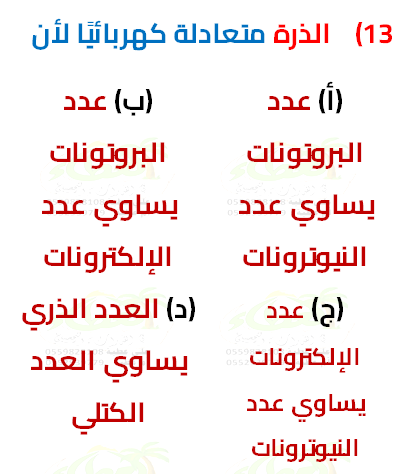 13) الذرة متعادلة كهربائيًا لأن
(أ) عدد
البروتونات
يساوي عدد
النيوترونات
(ب) عدد
البروتونات
يساوي عدد
الإلكترونات
(ج) عدد
الإلكترونات
يساوي عدد
النيوترونات
(د) العدد الذري
يساوي العدد
الكتلي